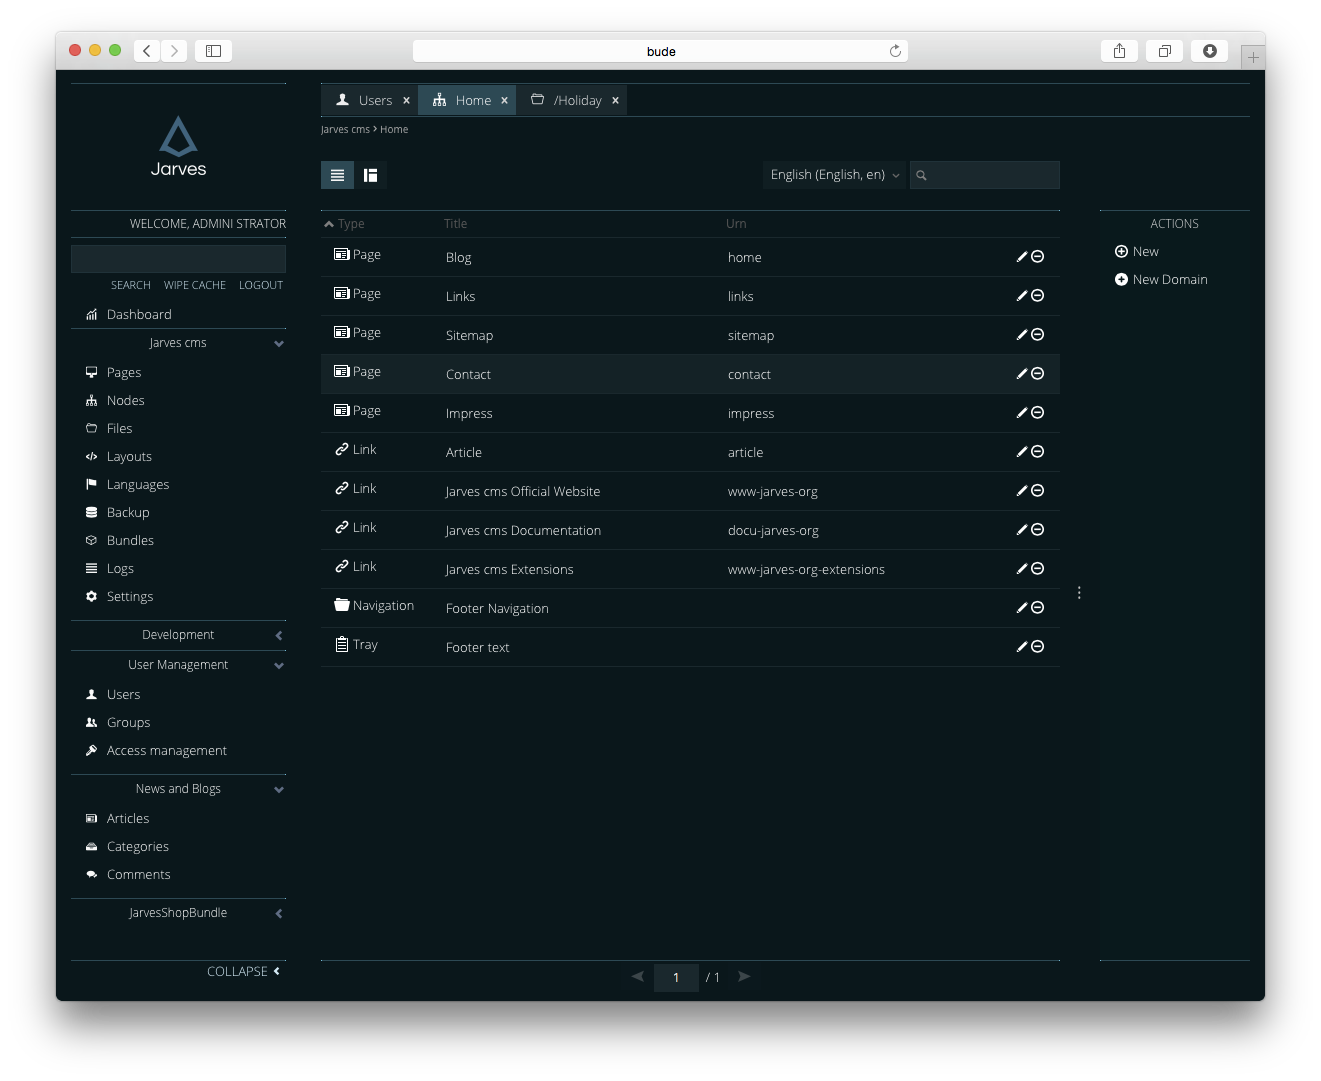 bude
Jarves
WELCOME, ADMINI STRATOR
SEARCH WIPE CACHE LOGOUT
Dashboard
Jarves cms
Pages
Nodes
Files
Layouts
Languages
Backup
Bundles
Logs
Settings
Development
User Management
Users
Groups
Access management
News and Blogs
Articles
Categories
Comments
JarvesShopBundle
COLLAPSE
Users x Home x /Holiday x
Jarves cms › Home
English (English, en)
Type Title Urn
Page Blog home
Page Links links
Page Sitemap sitemap
Page Contact contact
Page Impress impress
Link Article article
Link Jarves cms Official Website www-jarves-org
Link Jarves cms Documentation docu-jarves-org
Link Jarves cms Extensions www-jarves-org-extensions
Navigation Footer Navigation
Tray Footer text
1 / 1
ACTIONS
New
New Domain